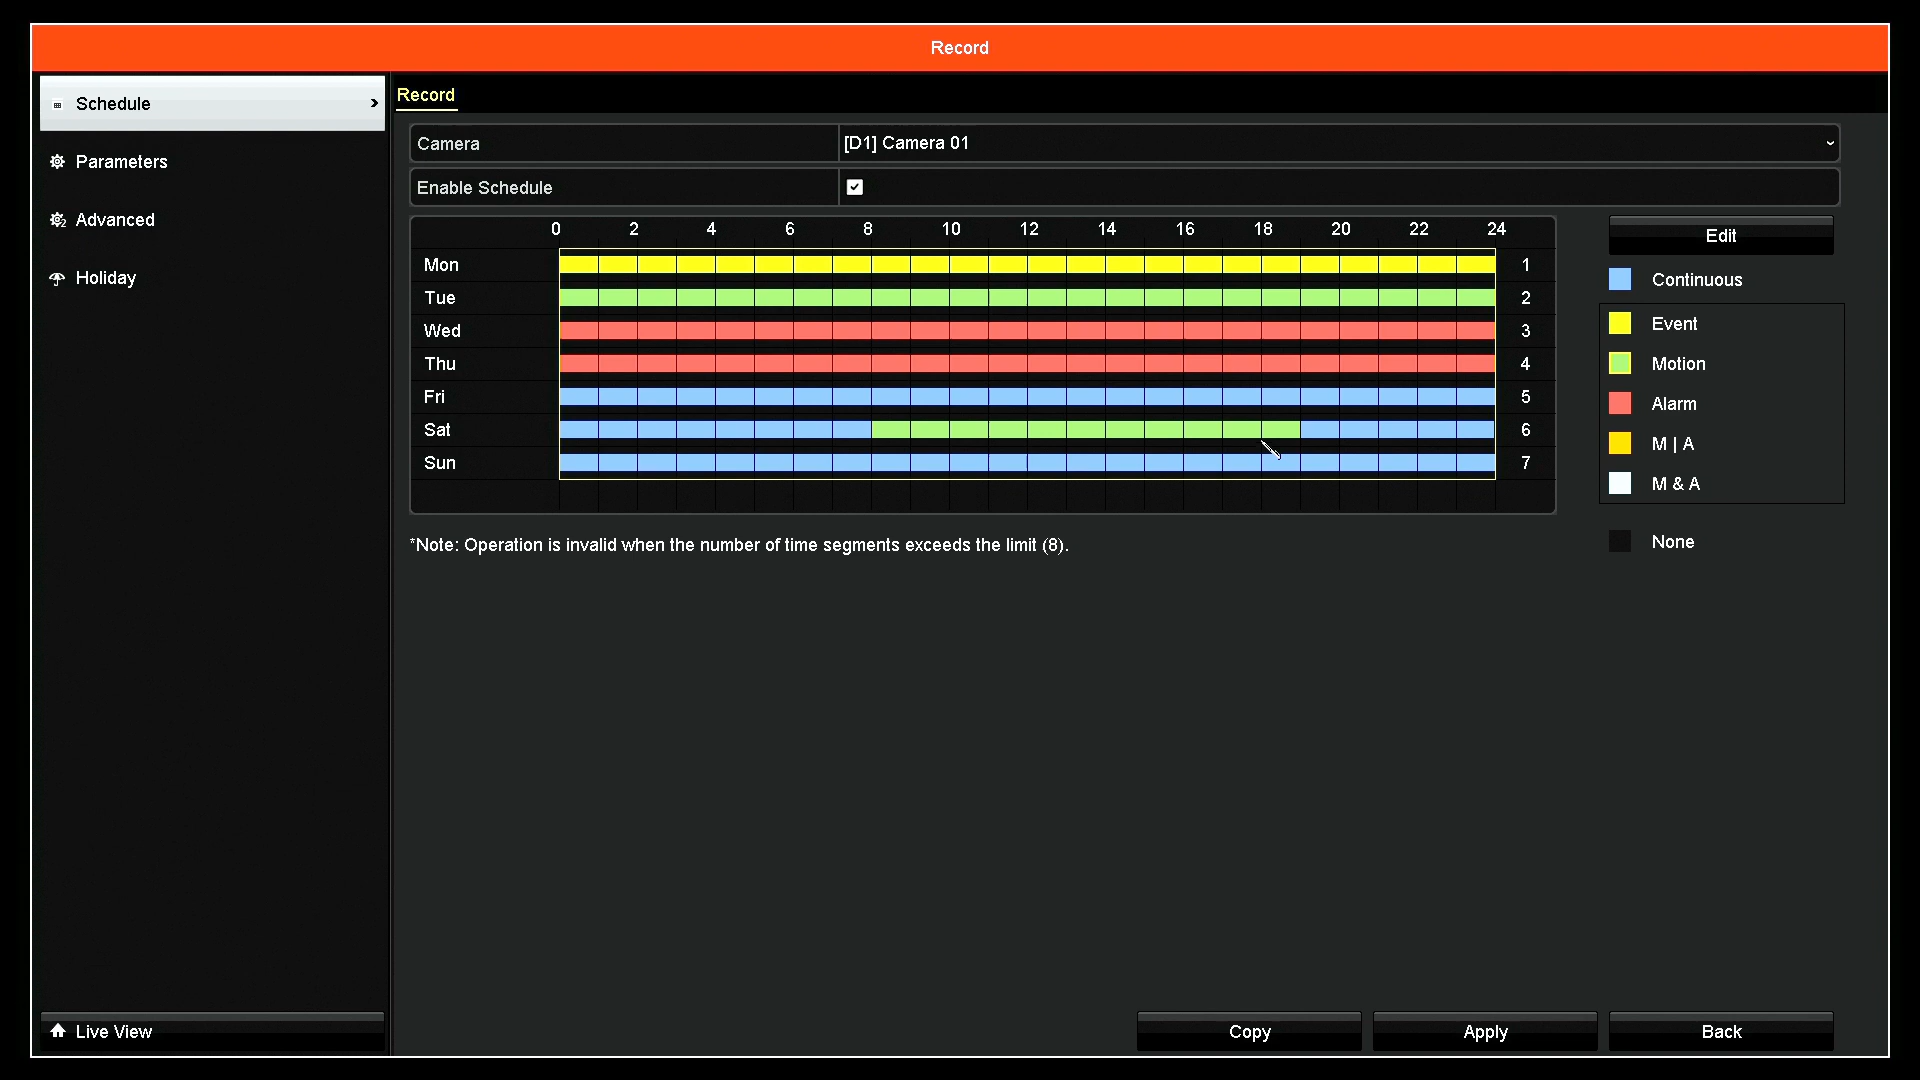 Record
Schedule
Parameters
Advanced
Holiday
Live View
Record
Camera [D1] Camera 01
Enable Schedule
0 2 4 6 8 10 12 14 16 18 20 22 24
Mon 1
Tue 2
Wed 3
Thu 4
Fri 5
Sat 6
Sun 7
*Note: Operation is invalid when the number of time segments exceeds the limit (8).
Edit
Continuous
Event
Motion
Alarm
M | A
M & A
None
Copy Apply Back